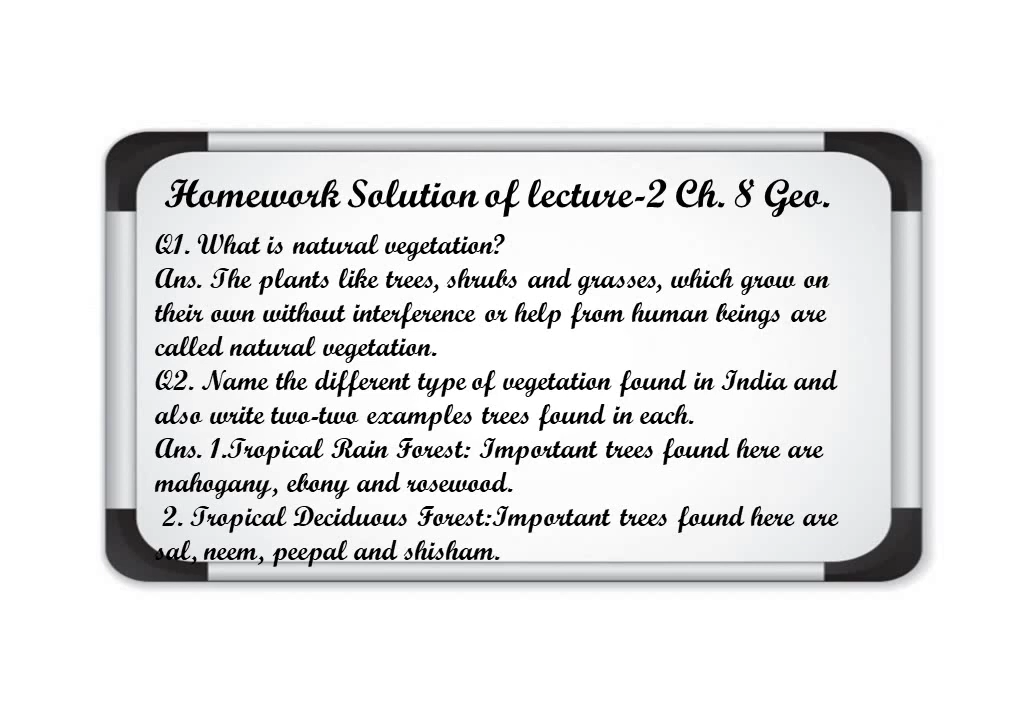 Homework Solution of lecture-2 Ch. 8 Geo.
Q1. What is natural vegetation?
Ans. The plants like trees, shrubs and grasses, which grow on
their own without interference or help from human beings are
called natural vegetation.
Q2. Name the different type of vegetation found in India and
also write two-two examples trees found in each.
Ans. 1.Tropical Rain Forest: Important trees found here are
mahogany, ebony and rosewood.
2. Tropical Deciduous Forest:Important trees found here are
sal, neem, peepal and shisham.